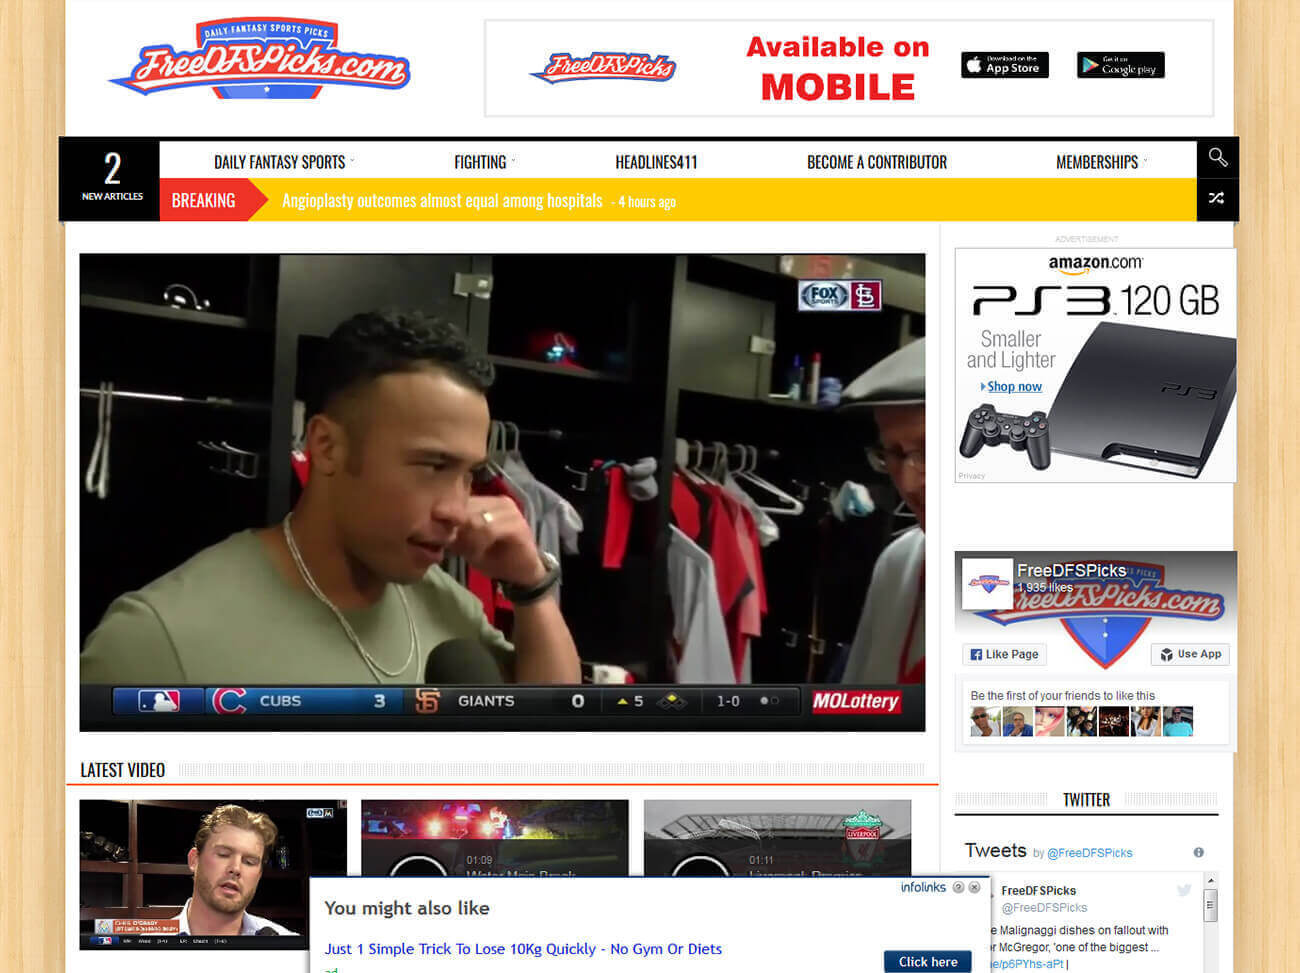 DAILY FANTASY SPORTS PICKS
FreeDFSPicks.com
FreeDFSPicks
Available on
MOBILE
Download on the
App Store
Get it on
Google play
2
NEW ARTICLES
DAILY FANTASY SPORTS
FIGHTING
HEADLINES411
BECOME A CONTRIBUTOR
MEMBERSHIPS
BREAKING
Angioplasty outcomes almost equal among hospitals - 4 hours ago
FOX
SPORTS
CUBS 3
GIANTS 0
5
1-0
MOLottery
ADVERTISEMENT
amazon.com
PS3. 120 GB
Smaller
and Lighter
Shop now
PS3
Privacy
FreeDFSPicks
1,935 likes
FreeDFSPicks.com
Like Page
Use App
Be the first of your friends to like this
LATEST VIDEO
01:09
Water Main Break
01:11
LIVERPOOL
Liverpool: Premier
TWITTER
Tweets by @FreeDFSPicks
FreeDFSPicks
@FreeDFSPicks
Malignaggi dishes on fallout with
McGregor, 'one of the biggest ...
e/p6PYhs-aPt |
infolinks
You might also like
Just 1 Simple Trick To Lose 10Kg Quickly - No Gym Or Diets
ad
Click here